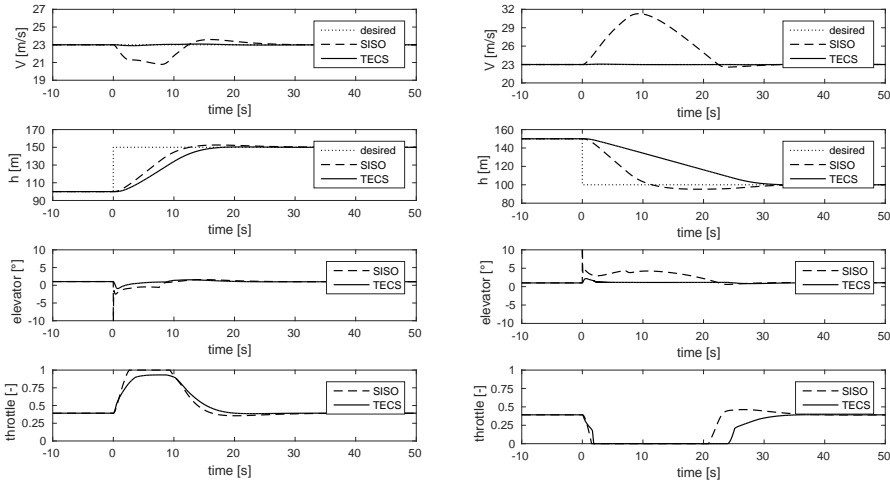 27
25
23
21
19
V [m/s]
-10 0 10 20 30 40 50
time [s]
desired
SISO
TECS
170
150
130
110
90
h [m]
-10 0 10 20 30 40 50
time [s]
desired
SISO
TECS
10
5
0
-5
-10
elevator [°]
-10 0 10 20 30 40 50
time [s]
SISO
TECS
1
0.75
0.5
0.25
0
throttle [-]
-10 0 10 20 30 40 50
time [s]
SISO
TECS
32
29
26
23
20
V [m/s]
-10 0 10 20 30 40 50
time [s]
desired
SISO
TECS
160
140
120
100
80
h [m]
-10 0 10 20 30 40 50
time [s]
desired
SISO
TECS
10
5
0
-5
-10
elevator [°]
-10 0 10 20 30 40 50
time [s]
SISO
TECS
1
0.75
0.5
0.25
0
throttle [-]
-10 0 10 20 30 40 50
time [s]
SISO
TECS